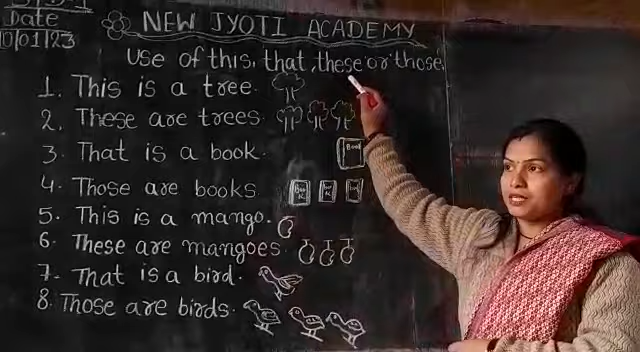 Date
10/01/23
NEW JYOTI ACADEMY
Use of this, that, these or those.
1. This is a tree.
2. These are trees.
3. That is a book.
Book
4. Those are books
Boo
K
5. This is a mango.
6. These are mangoes.
7. That is a bird.
8. Those are birds.